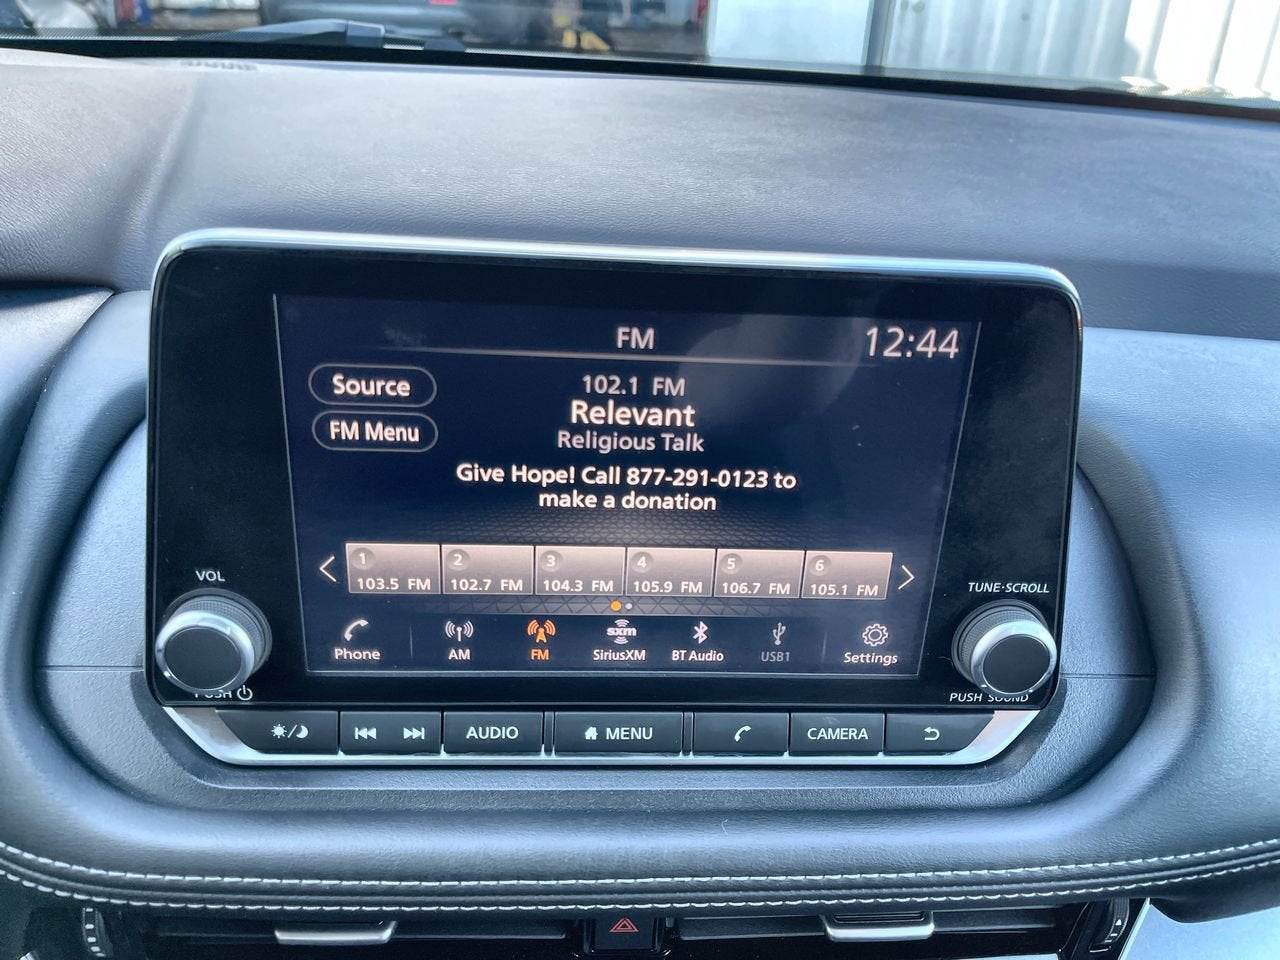 FM
12:44
Source
102.1 FM
Relevant
FM Menu
Religious Talk
Give Hope! Call 877-291-0123 to
make a donation
1 2 3 4 5 6
103.5 FM 102.7 FM 104.3 FM 105.9 FM 106.7 FM 105.1 FM
VOL
TUNE·SCROLL
sxm
Phone AM FM SiriusXM BT Audio USB1 Settings
PUSH
PUSH SOUND
AUDIO MENU CAMERA